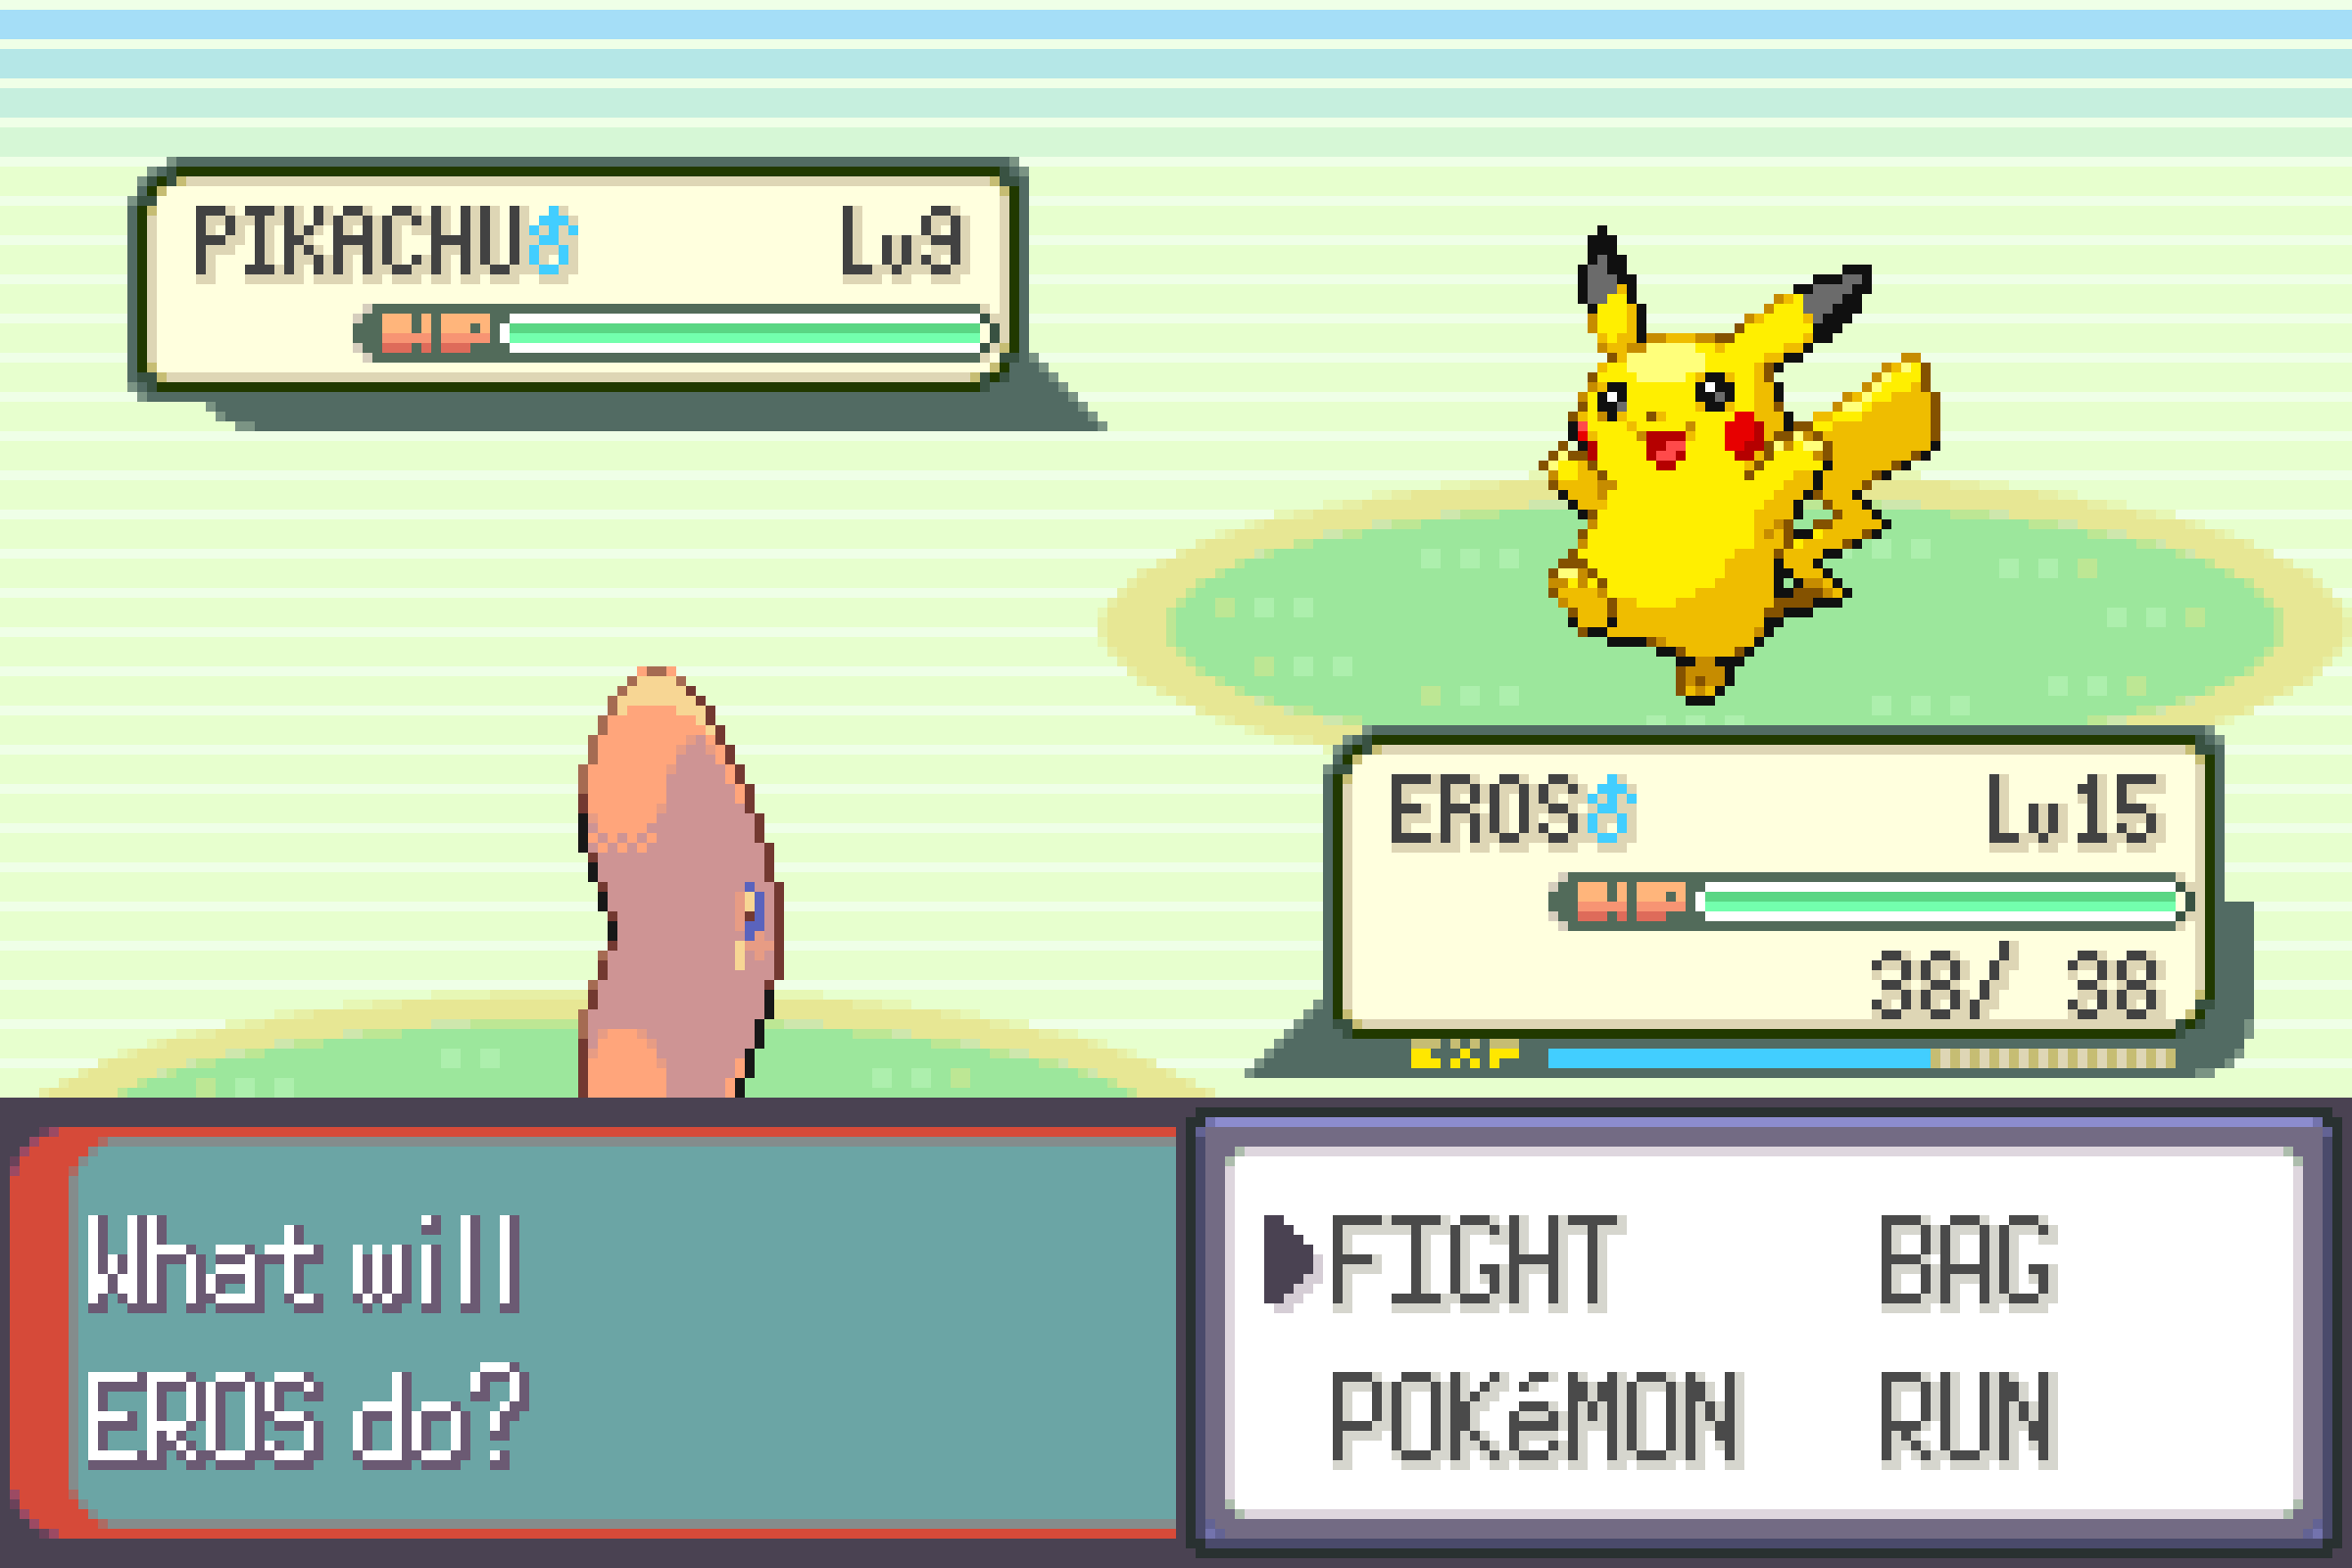 PIKACHU♂ Lv9
HP
EROS♂ Lv15
HP
38/ 38
EXP
What will
EROS do?
▶FIGHT BAG
POKéMON RUN